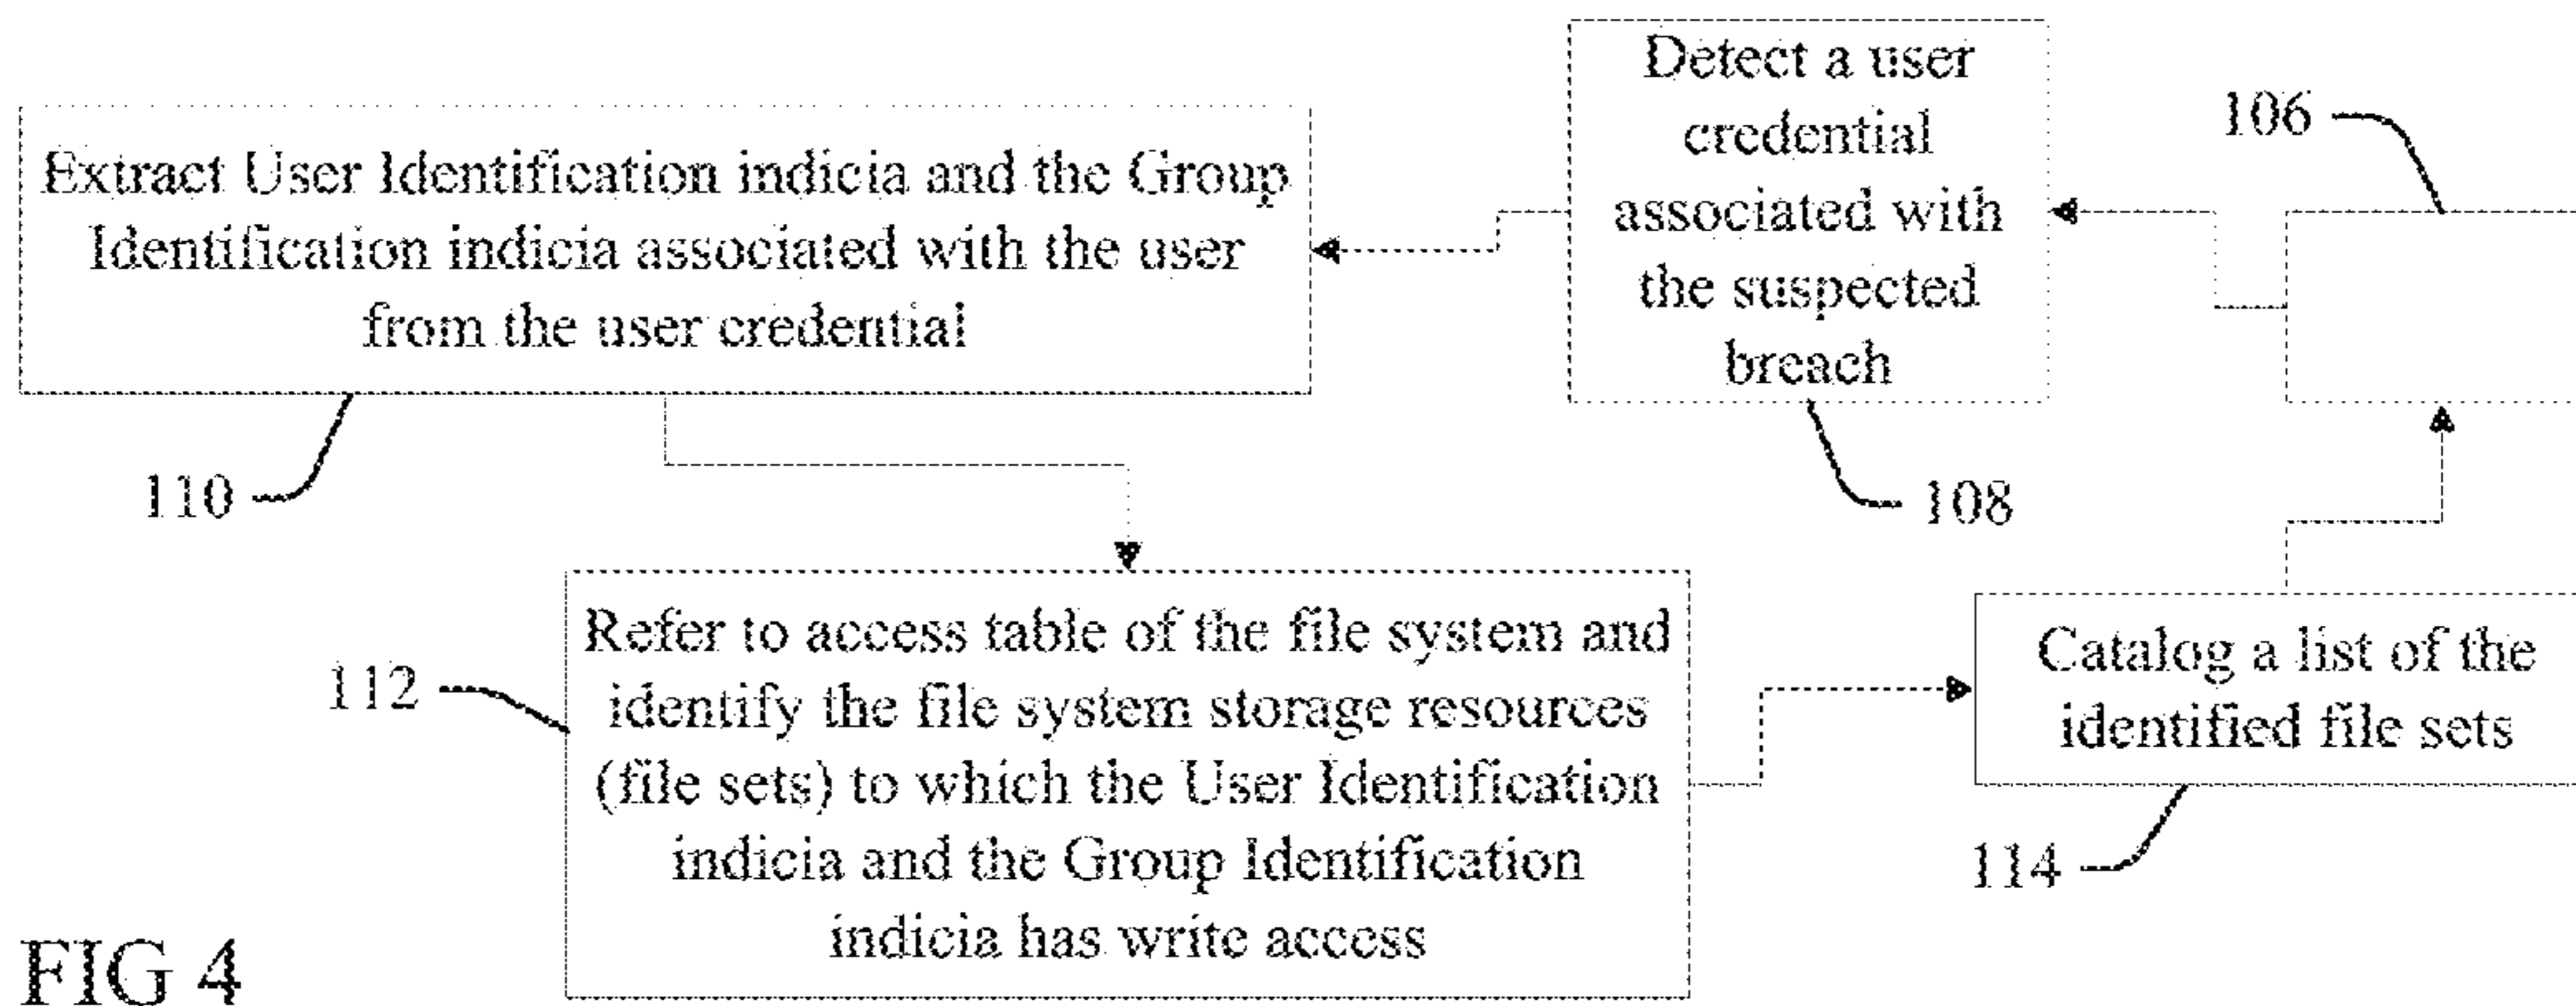 Detect a user
credential
associated with
the suspected
breach
106
Extract User Identification indicia and the Group
Identification indicia associated with the user
from the user credential
110
108
Refer to access table of the file system and
identify the file system storage resources
(file sets) to which the User Identification
indicia and the Group Identification
indicia has write access
112
Catalog a list of the
identified file sets
114
FIG 4